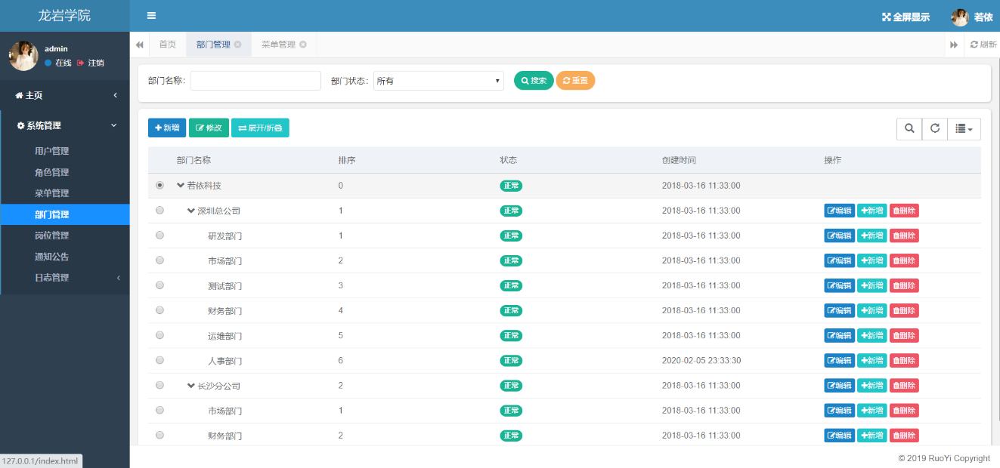 龙岩学院
全屏显示 若依
admin
在线 注销
首页 部门管理 菜单管理 刷新
主页
系统管理
用户管理
角色管理
菜单管理
部门管理
岗位管理
通知公告
日志管理
部门名称: 部门状态: 所有 搜索 重置
新增 修改 展开/折叠
部门名称 排序 状态 创建时间 操作
若依科技 0 正常 2018-03-16 11:33:00
深圳总公司 1 正常 2018-03-16 11:33:00 编辑 新增 删除
研发部门 1 正常 2018-03-16 11:33:00 编辑 新增 删除
市场部门 2 正常 2018-03-16 11:33:00 编辑 新增 删除
测试部门 3 正常 2018-03-16 11:33:00 编辑 新增 删除
财务部门 4 正常 2018-03-16 11:33:00 编辑 新增 删除
运维部门 5 正常 2018-03-16 11:33:00 编辑 新增 删除
人事部门 6 正常 2020-02-05 23:33:30 编辑 新增 删除
长沙分公司 2 正常 2018-03-16 11:33:00 编辑 新增 删除
市场部门 1 正常 2018-03-16 11:33:00 编辑 新增 删除
财务部门 2 正常 2018-03-16 11:33:00 编辑 新增 删除
127.0.0.1/index.html
© 2019 RuoYi Copyright